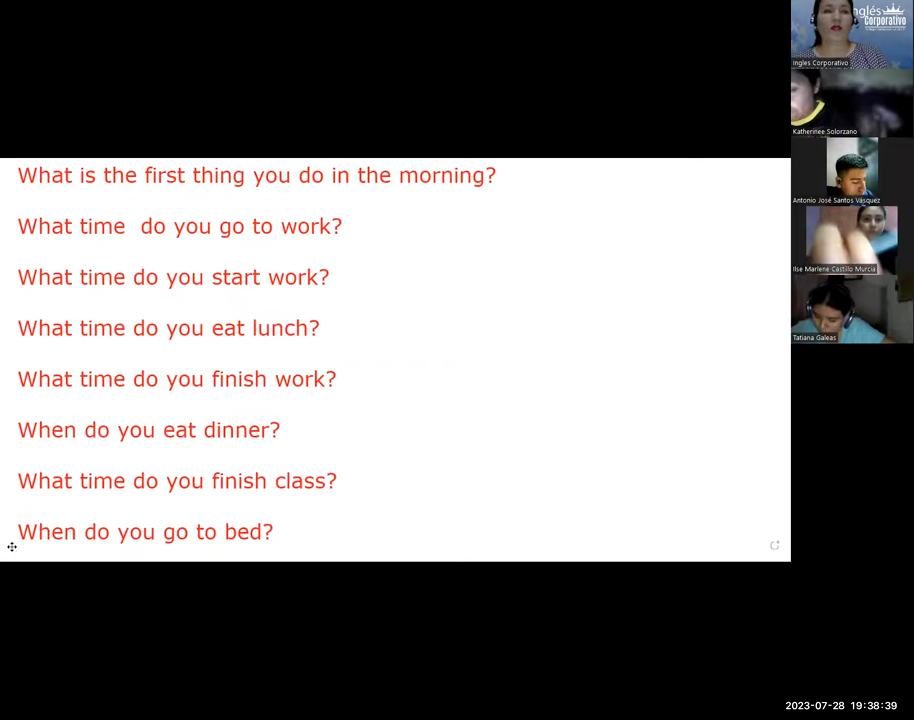 What is the first thing you do in the morning?
What time  do you go to work?
What time do you start work?
What time do you eat lunch?
What time do you finish work?
When do you eat dinner?
What time do you finish class?
When do you go to bed?
Inglés
Corporativo
Ingles Corporativo
Katherinee Solorzano
Antonio José Santos Vásquez
Ilse Marlene Castillo Murcia
Tatiana Galeas
2023-07-28 19:38:39